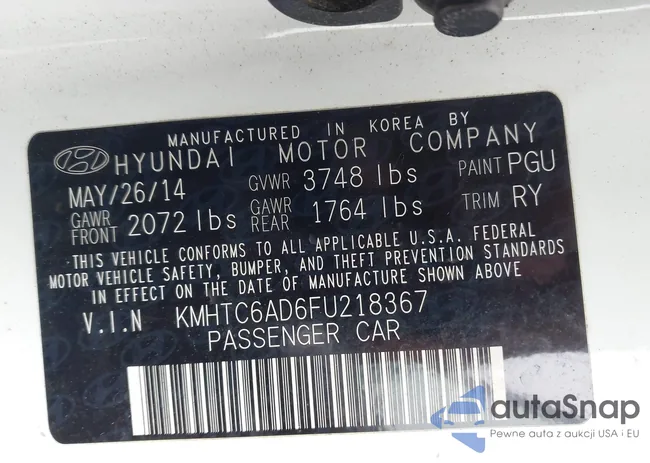 MANUFACTURED IN KOREA BY
HYUNDAI MOTOR COMPANY
MAY/26/14 GVWR 3748 lbs PAINT PGU
GAWR FRONT 2072 lbs GAWR REAR 1764 lbs TRIM RY
THIS VEHICLE CONFORMS TO ALL APPLICABLE U.S.A. FEDERAL
MOTOR VEHICLE SAFETY, BUMPER, AND THEFT PREVENTION STANDARDS
IN EFFECT ON THE DATE OF MANUFACTURE SHOWN ABOVE
V.I.N KMHTC6AD6FU218367
PASSENGER CAR
autaSnap
Pewne auta z aukcji USA i EU